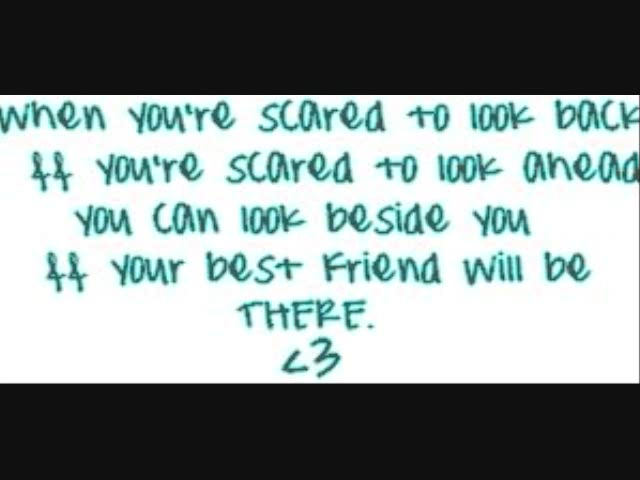 when you're scared to look back
&& you're scared to look ahead
you can look beside you
&& your best friend will be
THERE.
<3